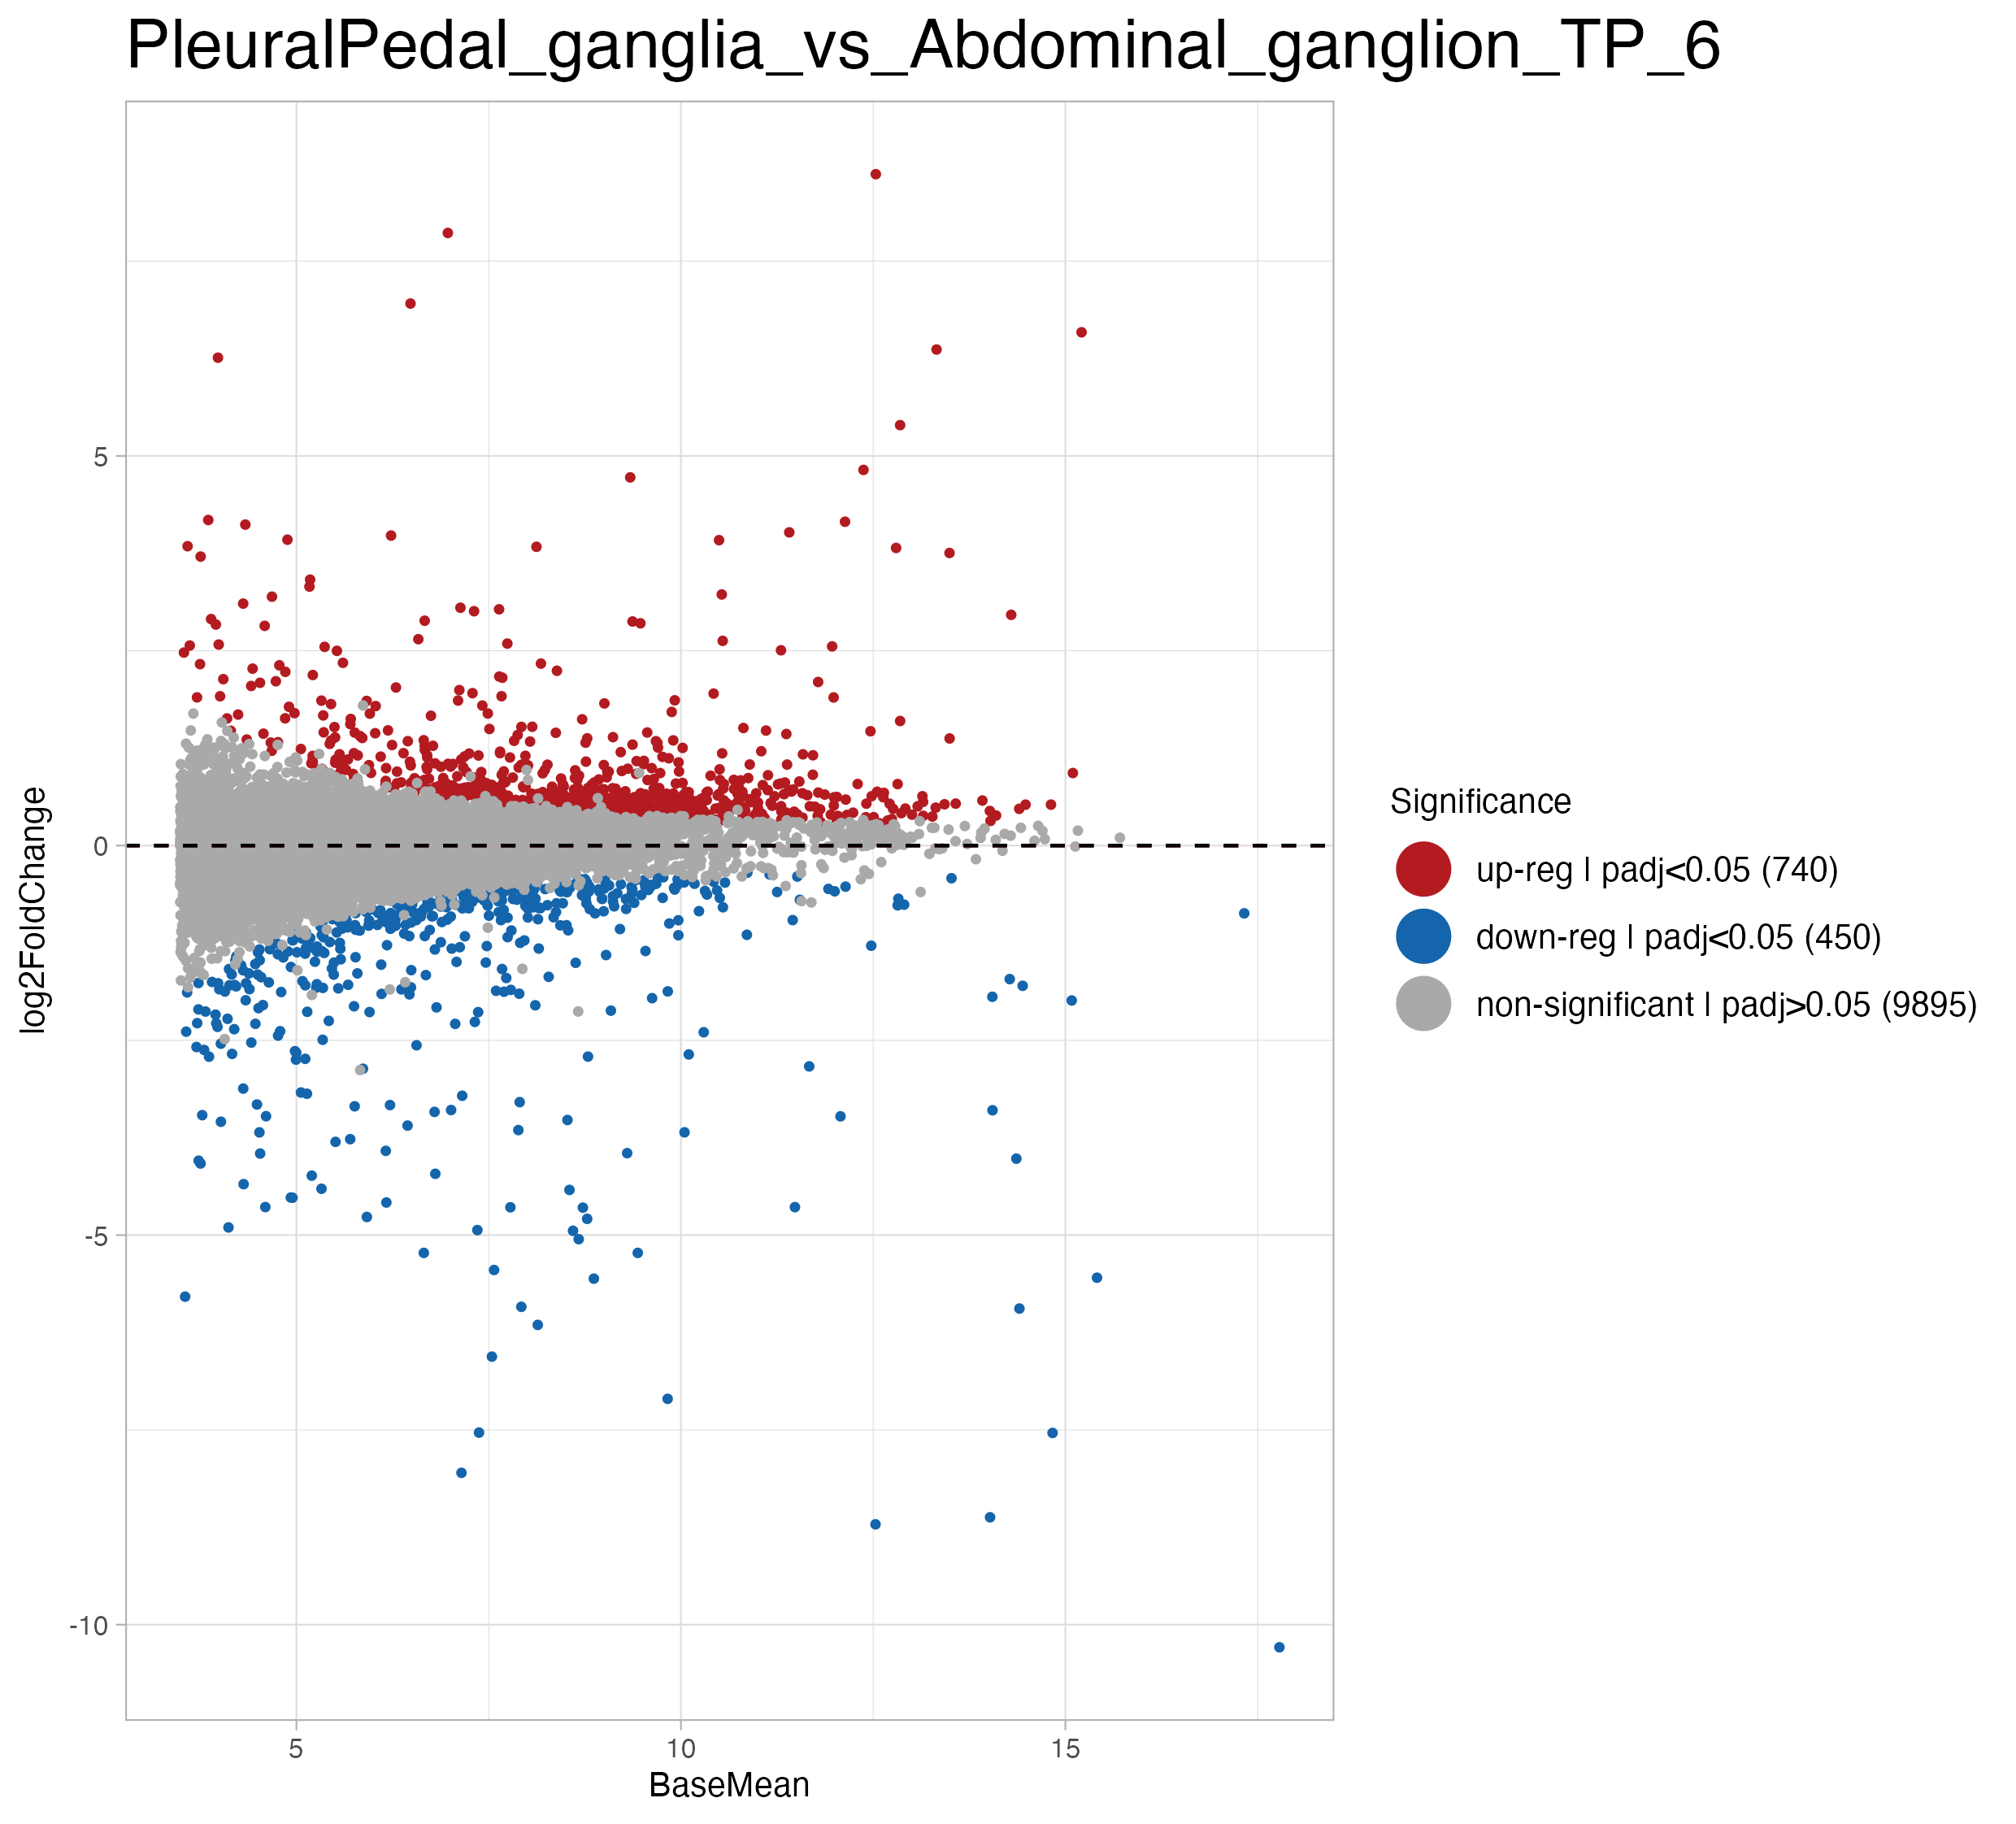 PleuralPedal_ganglia_vs_Abdominal_ganglion_TP_6
5
0
-5
-10
log2FoldChange
5
10
15
BaseMean
Significance
up-reg | padj<0.05 (740)
down-reg | padj<0.05 (450)
non-significant | padj>0.05 (9895)